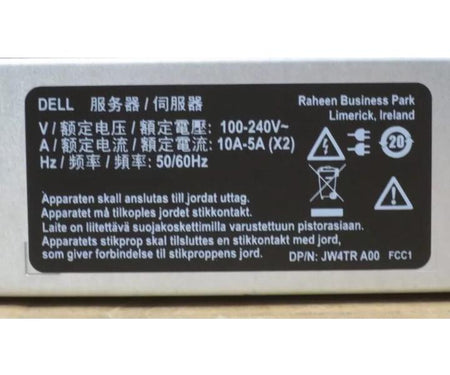 DELL 服务器/伺服器
Raheen Business Park
Limerick, Ireland
V/额定电压/額定電壓: 100-240V~
A/额定电流/額定電流: 10A-5A (X2)
Hz/频率/頻率: 50/60Hz
20
Apparaten skall anslutas till jordat uttag.
Apparatet må tilkoples jordet stikkontakt.
Laite on liitettävä suojakoskettimilla varustettuun pistorasiaan.
Apparatets stikprop skal tilsluttes en stikkontakt med jord,
som giver forbindelse til stikproppens jord.
DP/N: JW4TR A00 FCC1